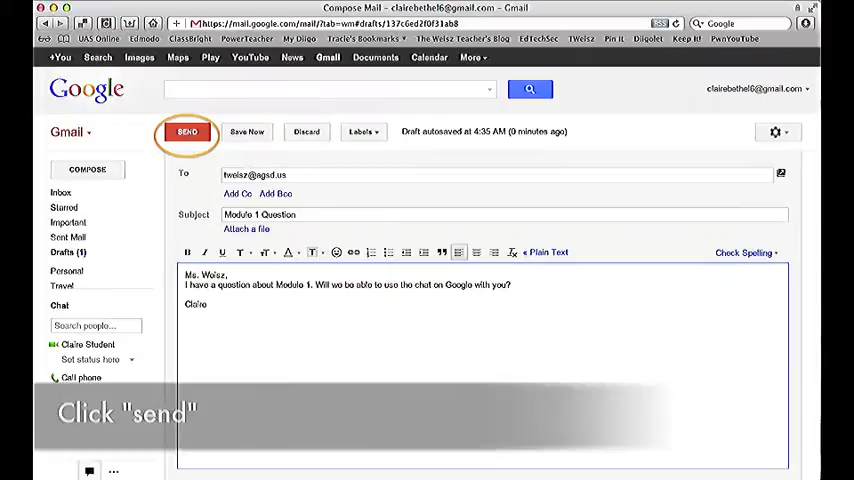 Compose Mail - clairebethel6@gmail.com - Gmail
https://mail.google.com/mail/?tab=wm#drafts/137c6ed2f0f31ab8
RSS
Google
UAS Online Edmodo ClassBright PowerTeacher My Diigo Tracie's Bookmarks The Weisz Teacher's Blog EdTechSec TWeisz Pin It Diigolet Keep It! PwnYouTube
+You Search Images Maps Play YouTube News Gmail Documents Calendar More
Google
clairebethel6@gmail.com
Gmail
SEND
Save Now
Discard
Labels
Draft autosaved at 4:35 AM (0 minutes ago)
COMPOSE
To
tweisz@agsd.us
Add Cc Add Bcc
Inbox
Starred
Important
Sent Mail
Drafts (1)
Personal
Travel
Subject
Module 1 Question
Attach a file
B I U T T A T
« Plain Text
Check Spelling
Ms. Weisz,
I have a question about Module 1. Will we be able to use the chat on Google with you?
Claire
Chat
Search people...
Claire Student
Set status here
Call phone
Click "send"